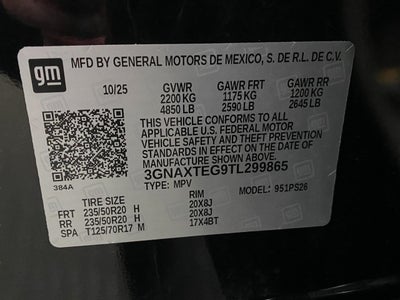 gm
MFD BY GENERAL MOTORS DE MEXICO, S. DE R.L. DE C.V.
10/25 GVWR GAWR FRT GAWR RR
2200 KG 1175 KG 1200 KG
4850 LB 2590 LB 2645 LB
THIS VEHICLE CONFORMS TO ALL
APPLICABLE U.S. FEDERAL MOTOR
VEHICLE SAFETY AND THEFT PREVENTION
STANDARDS IN EFFECT ON THE DATE OF
MANUFACTURE SHOWN ABOVE.
3GNAXTEG9TL299865
384A TYPE: MPV MODEL: 951PS26
TIRE SIZE RIM
FRT 235/50R20 H 20X8J
RR 235/50R20 H 20X8J
SPA T125/70R17 M 17X4BT